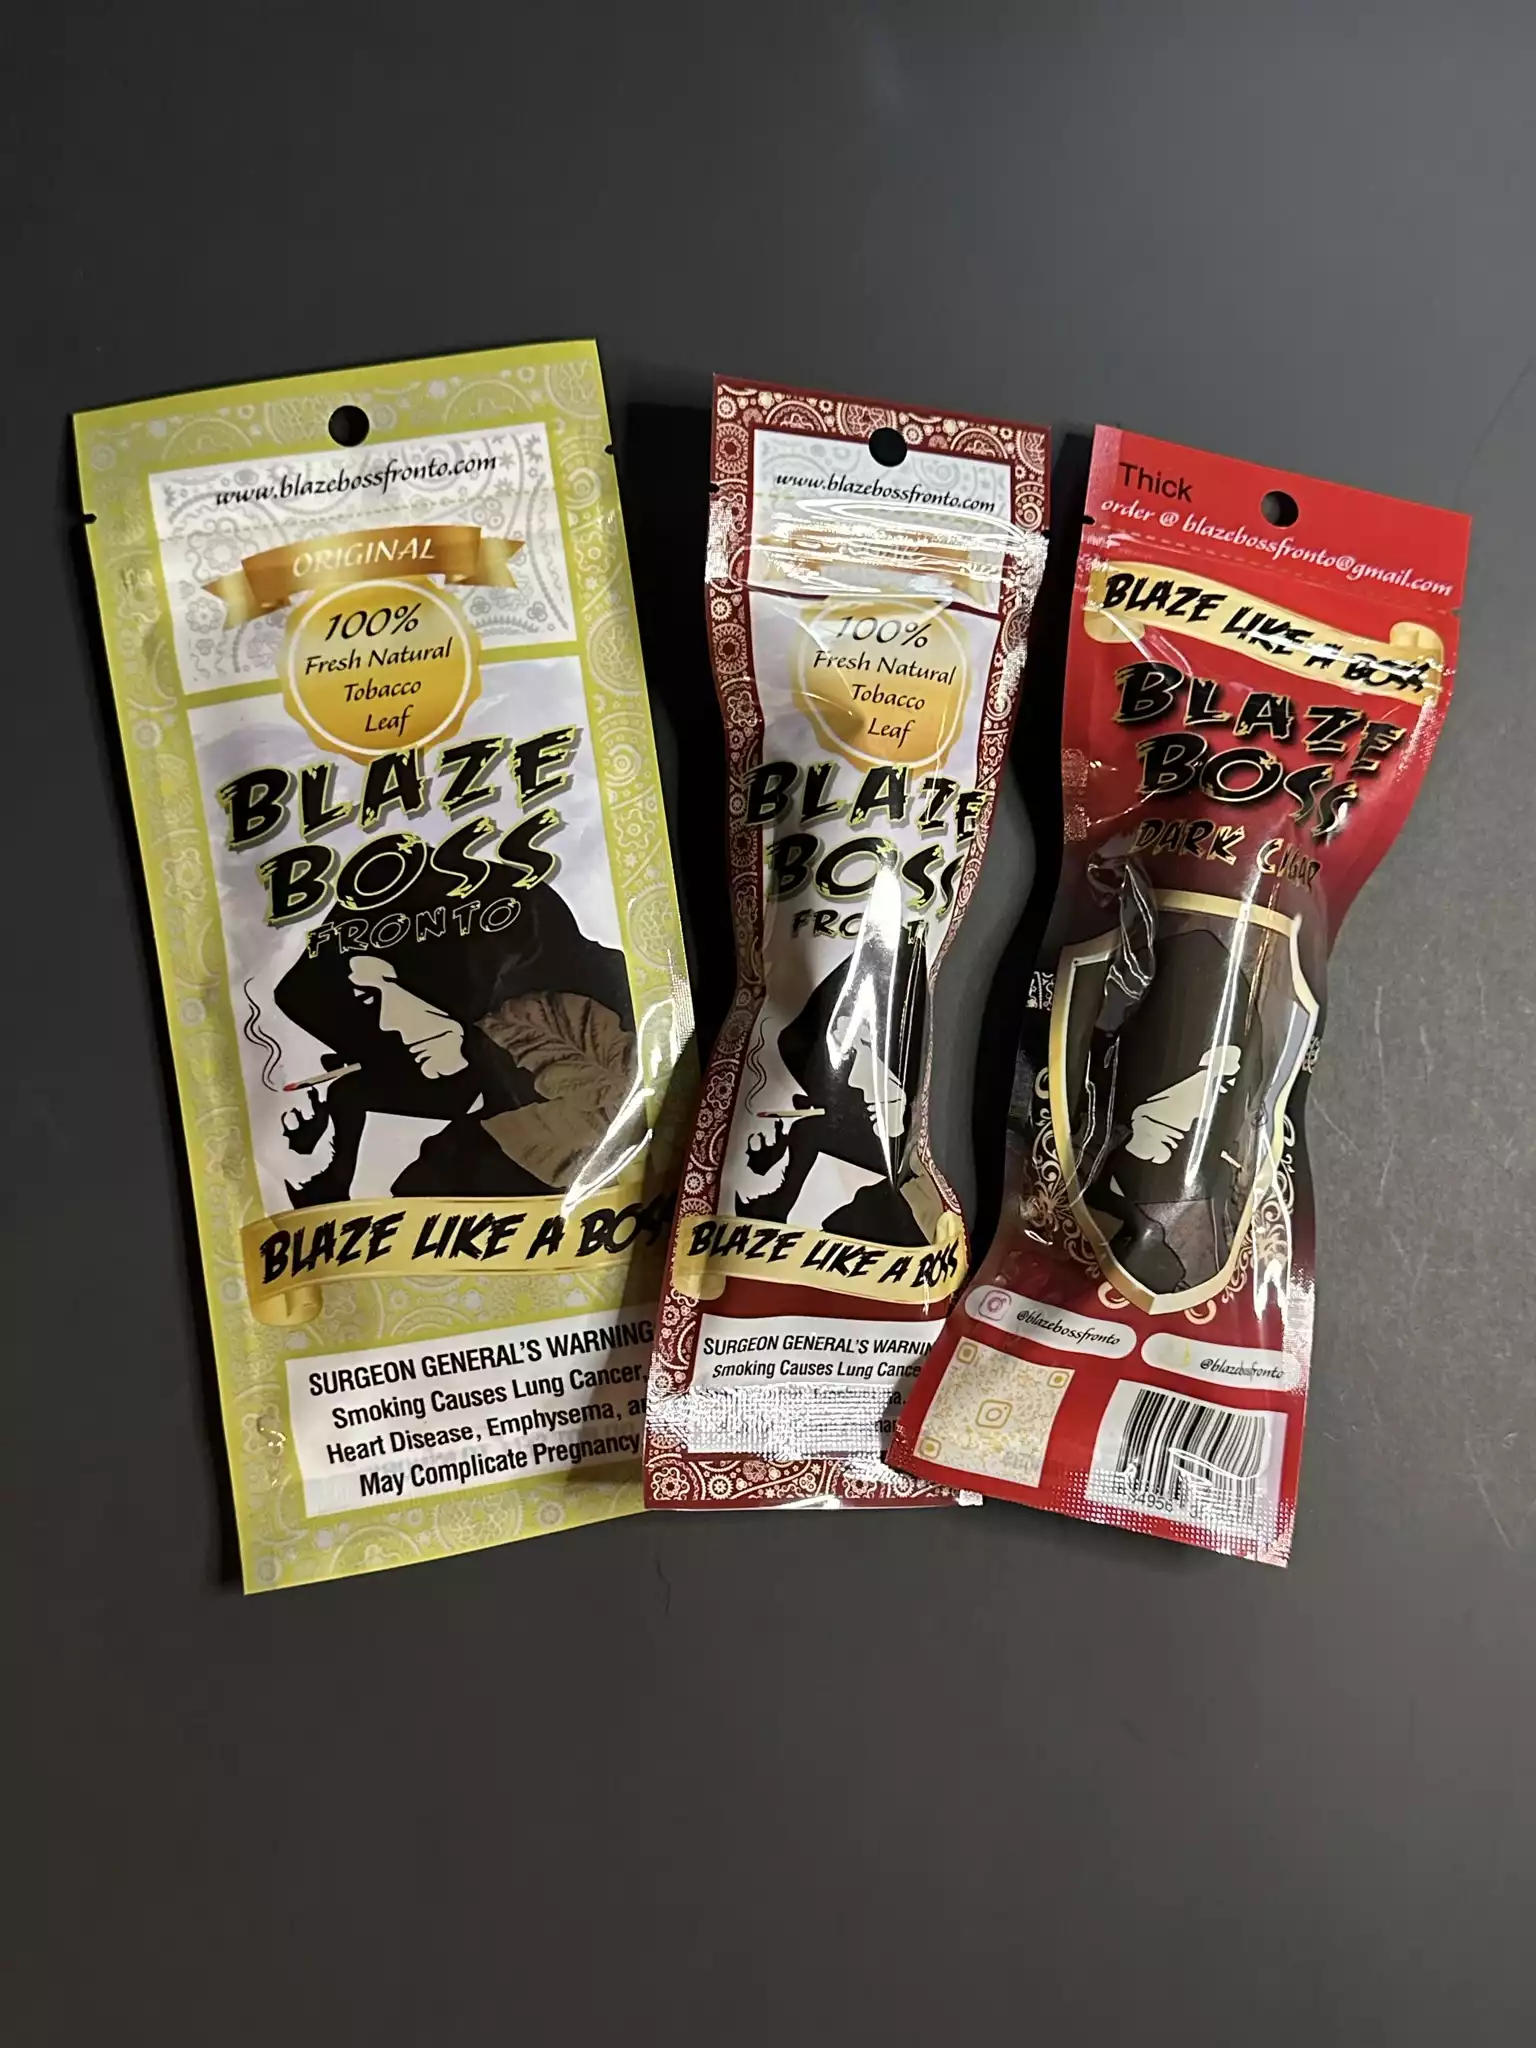 www.blazebossfronto.com
ORIGINAL
100%
Fresh Natural
Tobacco
Leaf
BLAZE
BOSS
FRONTO
BLAZE LIKE A BOSS
SURGEON GENERAL'S WARNING
Smoking Causes Lung Cancer,
Heart Disease, Emphysema, a
May Complicate Pregnancy
www.blazebossfronto.com
100%
Fresh Natural
Tobacco
Leaf
BLAZE
BOSS
FRONTO
BLAZE LIKE A BOSS
SURGEON GENERAL'S WARNIN
Smoking Causes Lung Cance
Thick
order @ blazebossfronto@gmail.com
BLAZE LIKE A BOSS
BLAZE
BOSS
DARK CIGAR
@blazebossfronto
@blazebossfronto